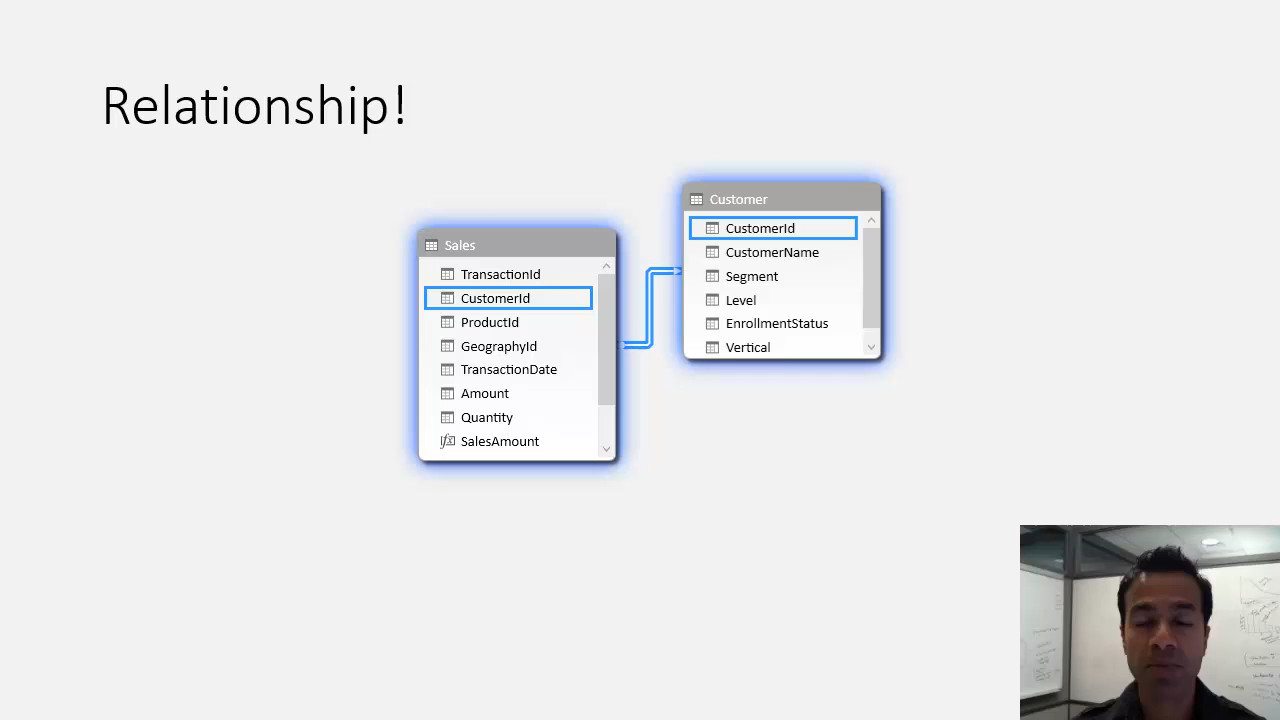 Relationship!
Sales
TransactionId
CustomerId
ProductId
GeographyId
TransactionDate
Amount
Quantity
SalesAmount
Customer
CustomerId
CustomerName
Segment
Level
EnrollmentStatus
Vertical